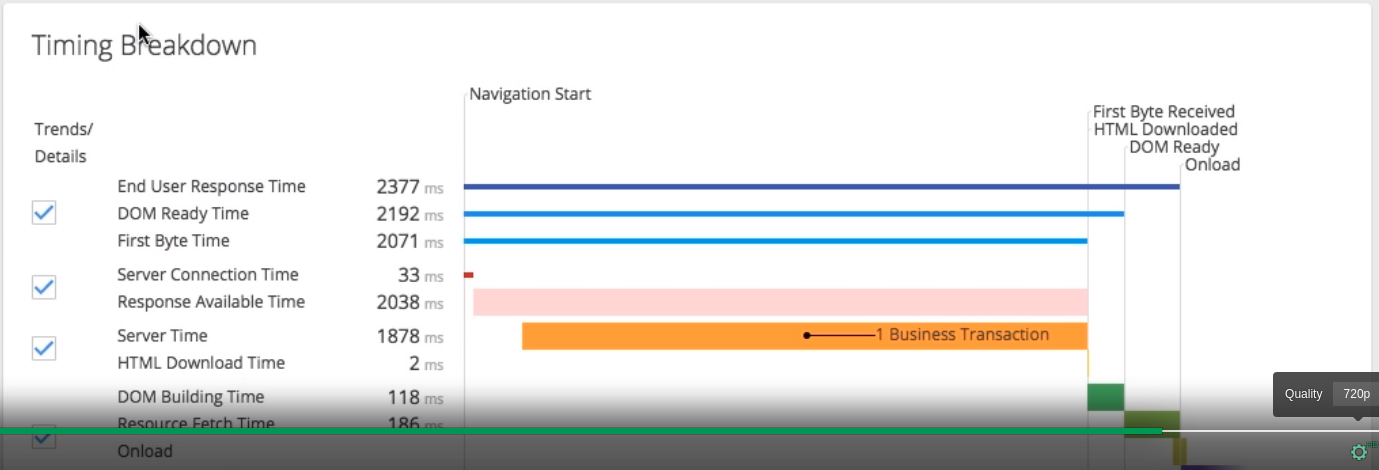 Timing Breakdown
Navigation Start
First Byte Received
HTML Downloaded
DOM Ready
Onload
Trends/
Details
End User Response Time 2377 ms
DOM Ready Time 2192 ms
First Byte Time 2071 ms
Server Connection Time 33 ms
Response Available Time 2038 ms
Server Time 1878 ms
1 Business Transaction
HTML Download Time 2 ms
DOM Building Time 118 ms
Resource Fetch Time 186 ms
Onload
Quality 720p